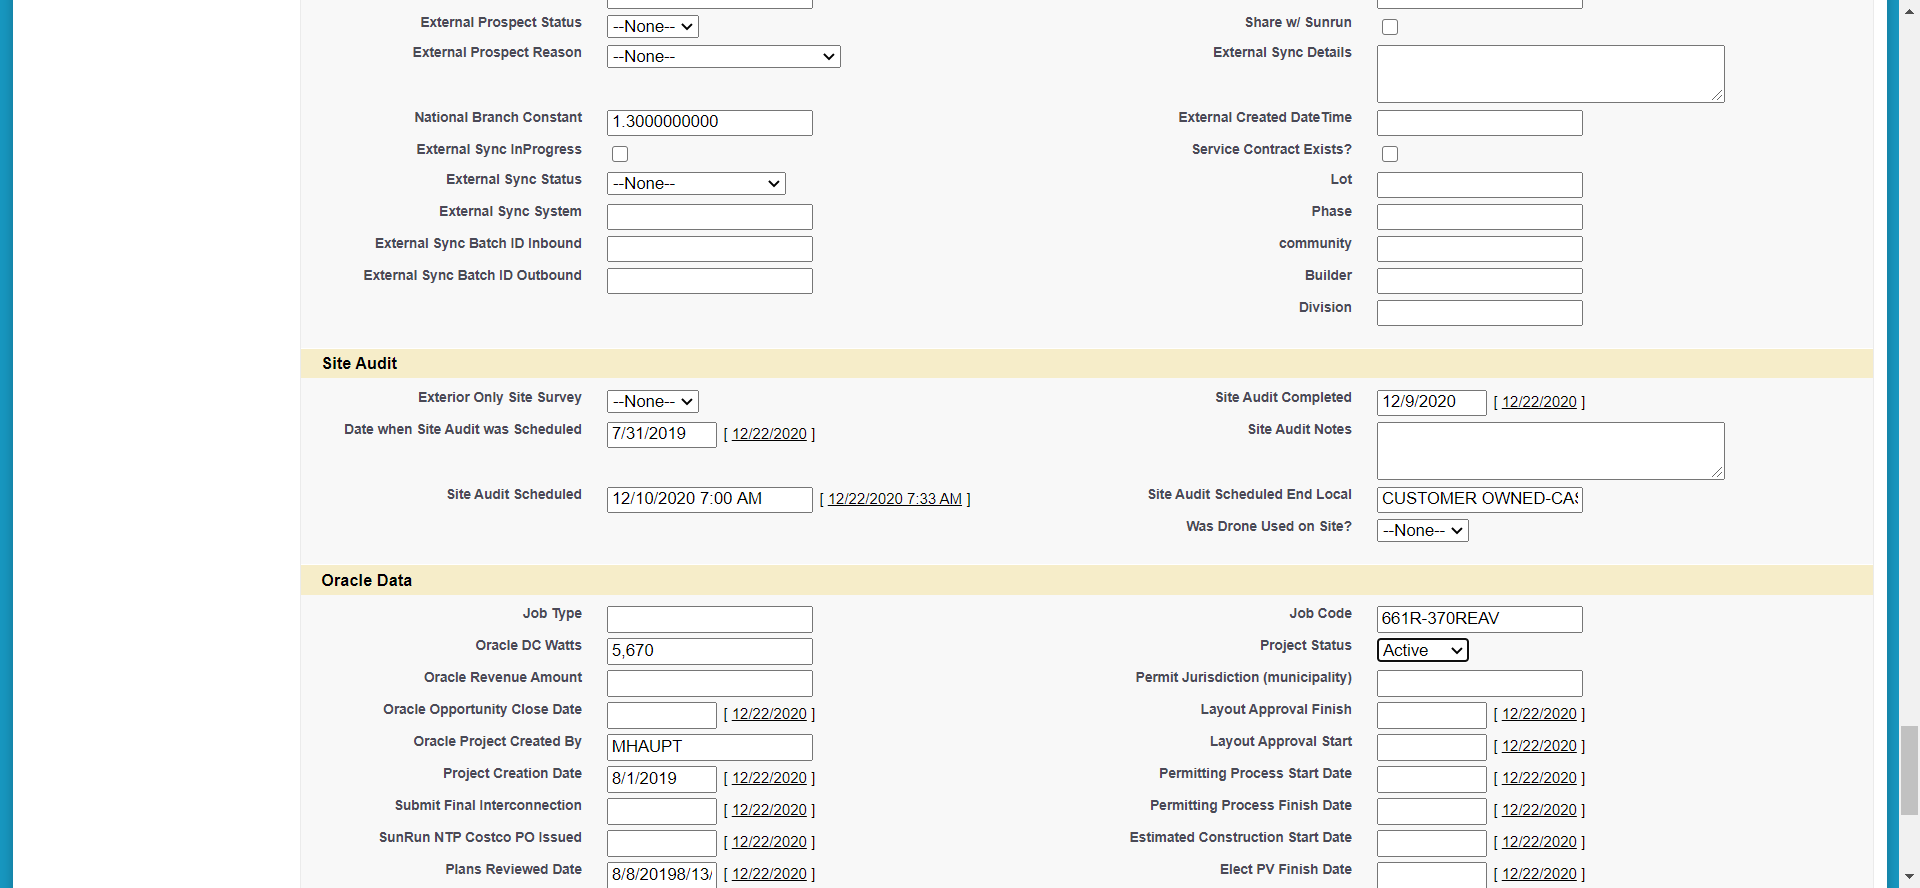 External Prospect Status --None-- Share w/ Sunrun
External Prospect Reason --None-- External Sync Details
National Branch Constant 1.3000000000 External Created DateTime
External Sync InProgress Service Contract Exists?
External Sync Status --None-- Lot
External Sync System Phase
External Sync Batch ID Inbound community
External Sync Batch ID Outbound Builder
Division
Site Audit
Exterior Only Site Survey --None-- Site Audit Completed 12/9/2020 [ 12/22/2020 ]
Date when Site Audit was Scheduled 7/31/2019 [ 12/22/2020 ] Site Audit Notes
Site Audit Scheduled 12/10/2020 7:00 AM [ 12/22/2020 7:33 AM ] Site Audit Scheduled End Local CUSTOMER OWNED-CAS
Was Drone Used on Site? --None--
Oracle Data
Job Type Job Code 661R-370REAV
Oracle DC Watts 5,670 Project Status Active
Oracle Revenue Amount Permit Jurisdiction (municipality)
Oracle Opportunity Close Date [ 12/22/2020 ] Layout Approval Finish [ 12/22/2020 ]
Oracle Project Created By MHAUPT Layout Approval Start [ 12/22/2020 ]
Project Creation Date 8/1/2019 [ 12/22/2020 ] Permitting Process Start Date [ 12/22/2020 ]
Submit Final Interconnection [ 12/22/2020 ] Permitting Process Finish Date [ 12/22/2020 ]
SunRun NTP Costco PO Issued [ 12/22/2020 ] Estimated Construction Start Date [ 12/22/2020 ]
Plans Reviewed Date 8/8/20198/13/ [ 12/22/2020 ] Elect PV Finish Date [ 12/22/2020 ]